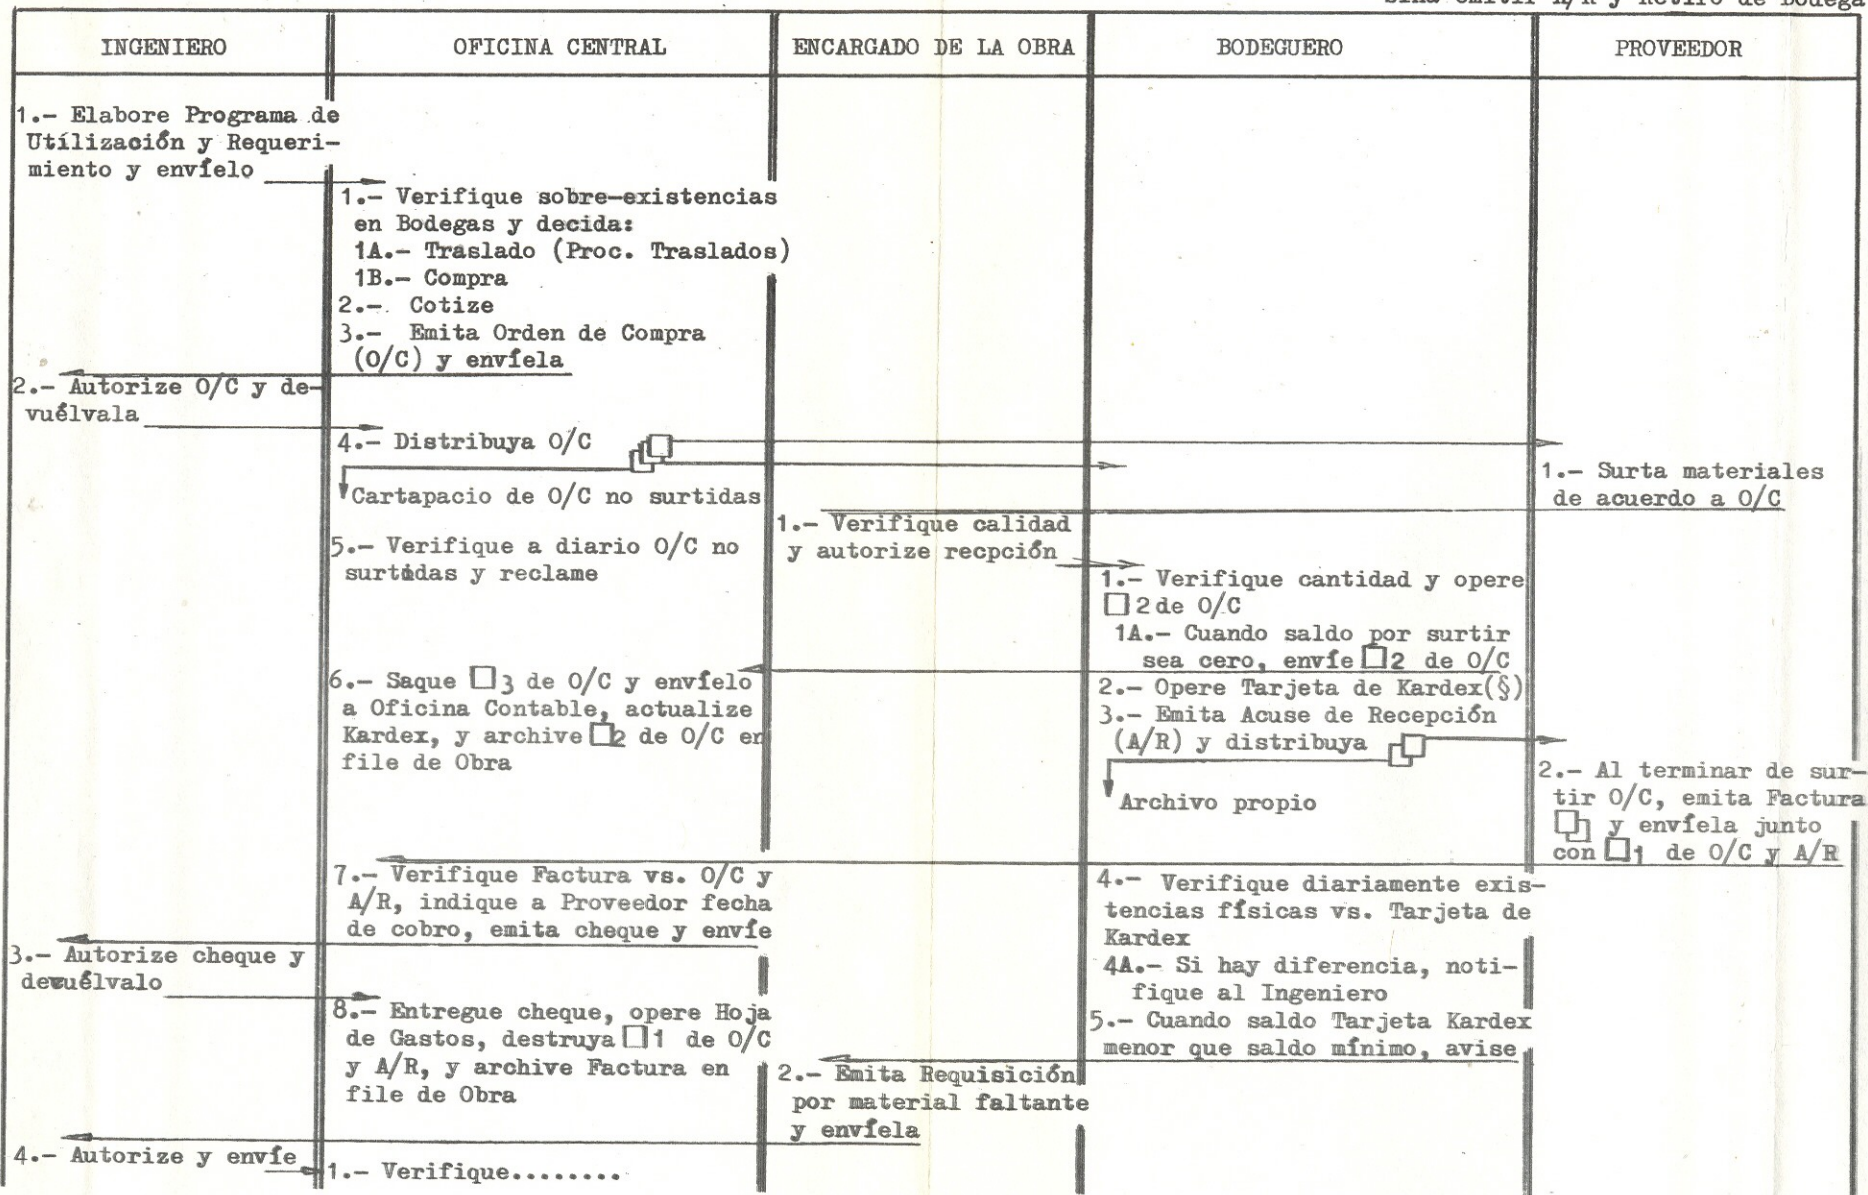 INGENIERO
OFICINA CENTRAL
ENCARGADO DE LA OBRA
BODEGUERO
PROVEEDOR
1.- Elabore Programa de
Utílización y Requeri-
miento y envíelo
1.- Verifique sobre-existencias
en Bodegas y decida:
1A.- Traslado (Proc. Traslados)
1B.- Compra
2.-. Cotize
3.- Emita Orden de Compra
(O/C) y envíela
2.- Autorize O/C y de-
vuélvala
4.- Distribuya O/C
Cartapacio de O/C no surtidas
1.- Surta materiales
de acuerdo a O/C
1.- Verifique calidad
y autorize recpción
5.- Verifique a diario O/C no
surtidas y reclame
1.- Verifique cantidad y opere
2 de O/C
1A.- Cuando saldo por surtir
sea cero, envíe 2 de O/C
6.- Saque 3 de O/C y envíelo
a Oficina Contable, actualize
Kardex, y archive 2 de O/C en
file de Obra
2.- Opere Tarjeta de Kardex(§)
3.- Emita Acuse de Recepción
(A/R) y distribuya
Archivo propio
2.- Al terminar de sur-
tir O/C, emita Factura
y envíela junto
con 1 de O/C y A/R
7.- Verifique Factura vs. O/C y
A/R, indique a Proveedor fecha
de cobro, emita cheque y envíe
4.- Verifique diariamente exis-
tencias físicas vs. Tarjeta de
Kardex
4A.- Si hay diferencia, noti-
fique al Ingeniero
5.- Cuando saldo Tarjeta Kardex
menor que saldo mínimo, avise
3.- Autorize cheque y
devuélvalo
8.- Entregue cheque, opere Hoja
de Gastos, destruya 1 de O/C
y A/R, y archive Factura en
file de Obra
2.- Emita Requisición
por material faltante
y envíela
4.- Autorize y envíe
1.- Verifique........